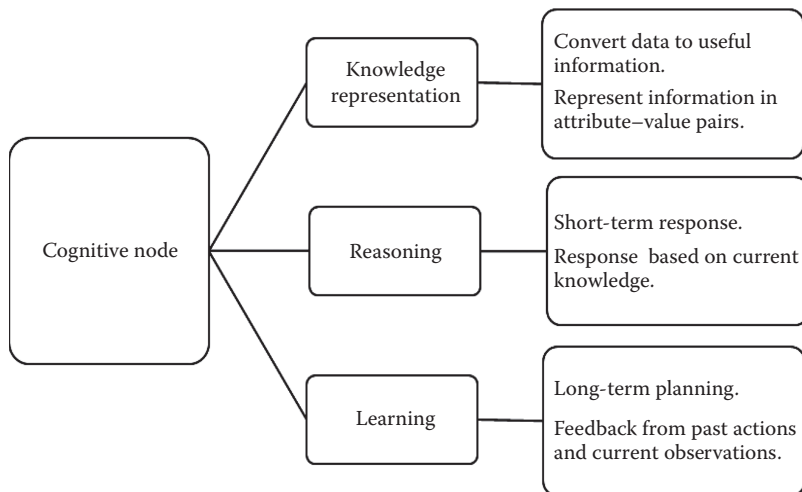 Cognitive node
Knowledge
representation
Convert data to useful
information.
Represent information in
attribute–value pairs.
Reasoning
Short-term response.
Response based on current
knowledge.
Learning
Long-term planning.
Feedback from past actions
and current observations.